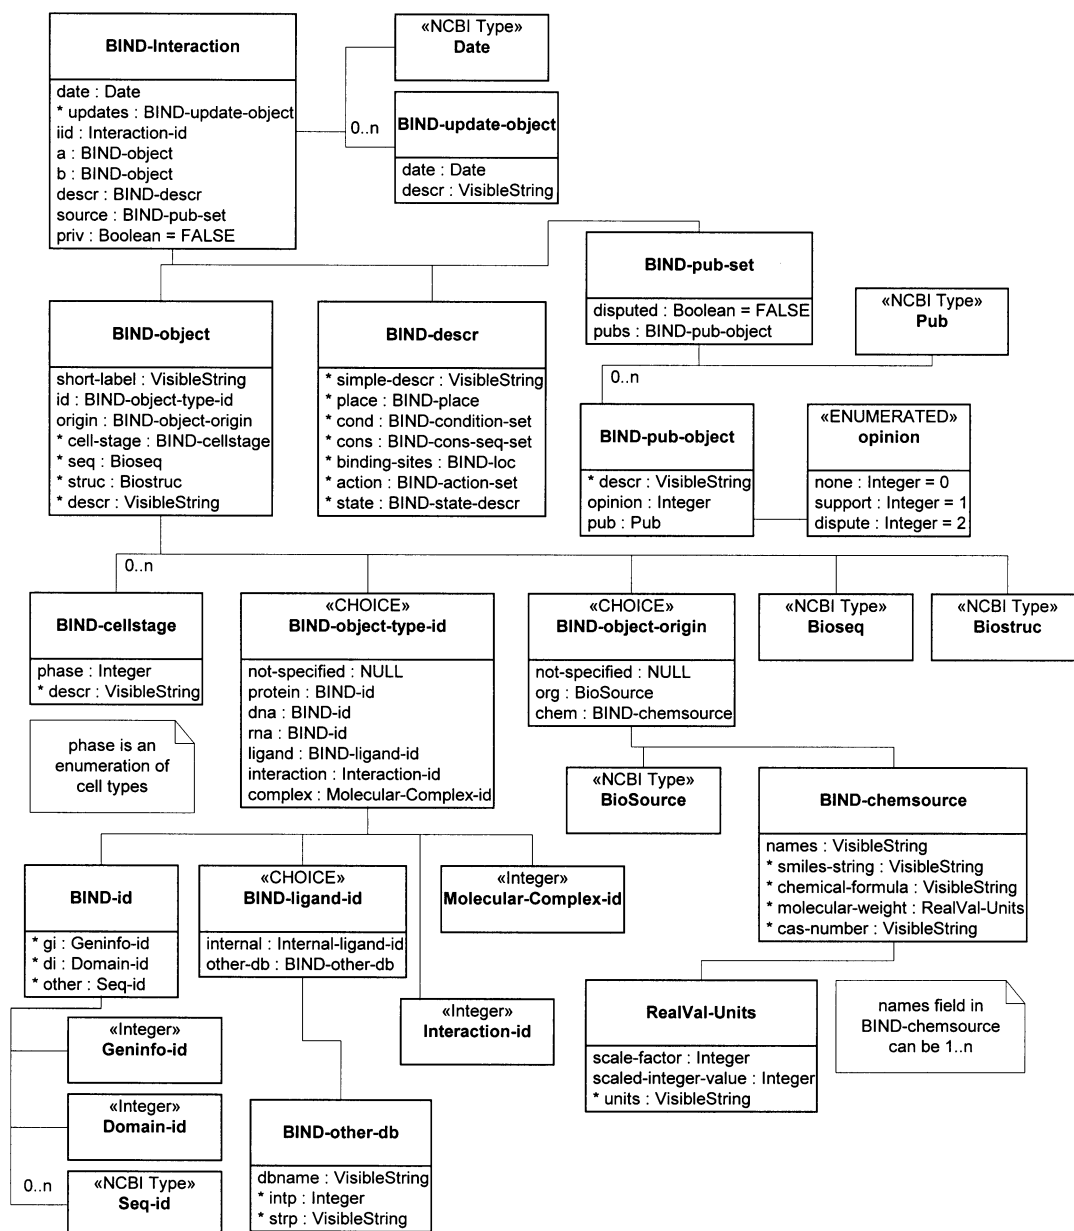 BIND-Interaction
date : Date
* updates : BIND-update-object
iid : Interaction-id
a : BIND-object
b : BIND-object
descr : BIND-descr
source : BIND-pub-set
priv : Boolean = FALSE
«NCBI Type»
Date
0..n
BIND-update-object
date : Date
descr : VisibleString
BIND-object
short-label : VisibleString
id : BIND-object-type-id
origin : BIND-object-origin
* cell-stage : BIND-cellstage
* seq : Bioseq
* struc : Biostruc
* descr : VisibleString
BIND-descr
* simple-descr : VisibleString
* place : BIND-place
* cond : BIND-condition-set
* cons : BIND-cons-seq-set
* binding-sites : BIND-loc
* action : BIND-action-set
* state : BIND-state-descr
BIND-pub-set
disputed : Boolean = FALSE
pubs : BIND-pub-object
«NCBI Type»
Pub
0..n
BIND-pub-object
* descr : VisibleString
opinion : Integer
pub : Pub
«ENUMERATED»
opinion
none : Integer = 0
support : Integer = 1
dispute : Integer = 2
0..n
BIND-cellstage
phase : Integer
* descr : VisibleString
phase is an
enumeration of
cell types
«CHOICE»
BIND-object-type-id
not-specified : NULL
protein : BIND-id
dna : BIND-id
rna : BIND-id
ligand : BIND-ligand-id
interaction : Interaction-id
complex : Molecular-Complex-id
«CHOICE»
BIND-object-origin
not-specified : NULL
org : BioSource
chem : BIND-chemsource
«NCBI Type»
Bioseq
«NCBI Type»
Biostruc
«NCBI Type»
BioSource
BIND-chemsource
names : VisibleString
* smiles-string : VisibleString
* chemical-formula : VisibleString
* molecular-weight : RealVal-Units
* cas-number : VisibleString
BIND-id
* gi : Geninfo-id
* di : Domain-id
* other : Seq-id
«CHOICE»
BIND-ligand-id
internal : Internal-ligand-id
other-db : BIND-other-db
«Integer»
Molecular-Complex-id
«Integer»
Interaction-id
RealVal-Units
scale-factor : Integer
scaled-integer-value : Integer
* units : VisibleString
names field in
BIND-chemsource
can be 1..n
«Integer»
Geninfo-id
«Integer»
Domain-id
0..n
«NCBI Type»
Seq-id
BIND-other-db
dbname : VisibleString
* intp : Integer
* strp : VisibleString